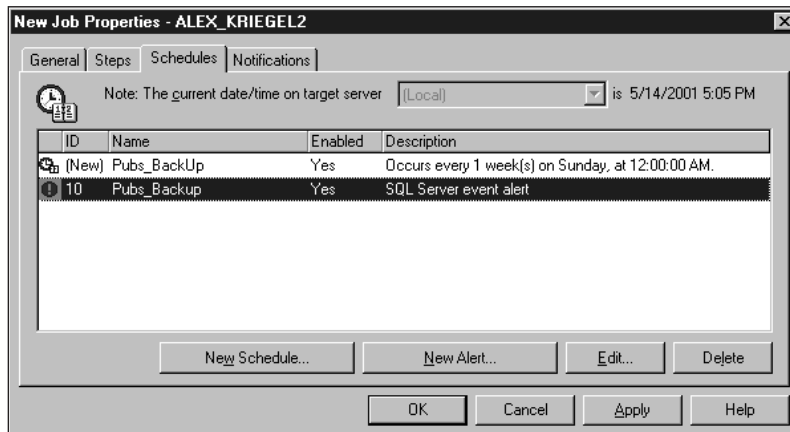 New Job Properties - ALEX_KRIEGEL2
General Steps Schedules Notifications
Note: The current date/time on target server (Local) is 5/14/2001 5:05 PM
ID Name Enabled Description
(New) Pubs_BackUp Yes Occurs every 1 week(s) on Sunday, at 12:00:00 AM.
10 Pubs_Backup Yes SQL Server event alert
New Schedule... New Alert... Edit... Delete
OK Cancel Apply Help